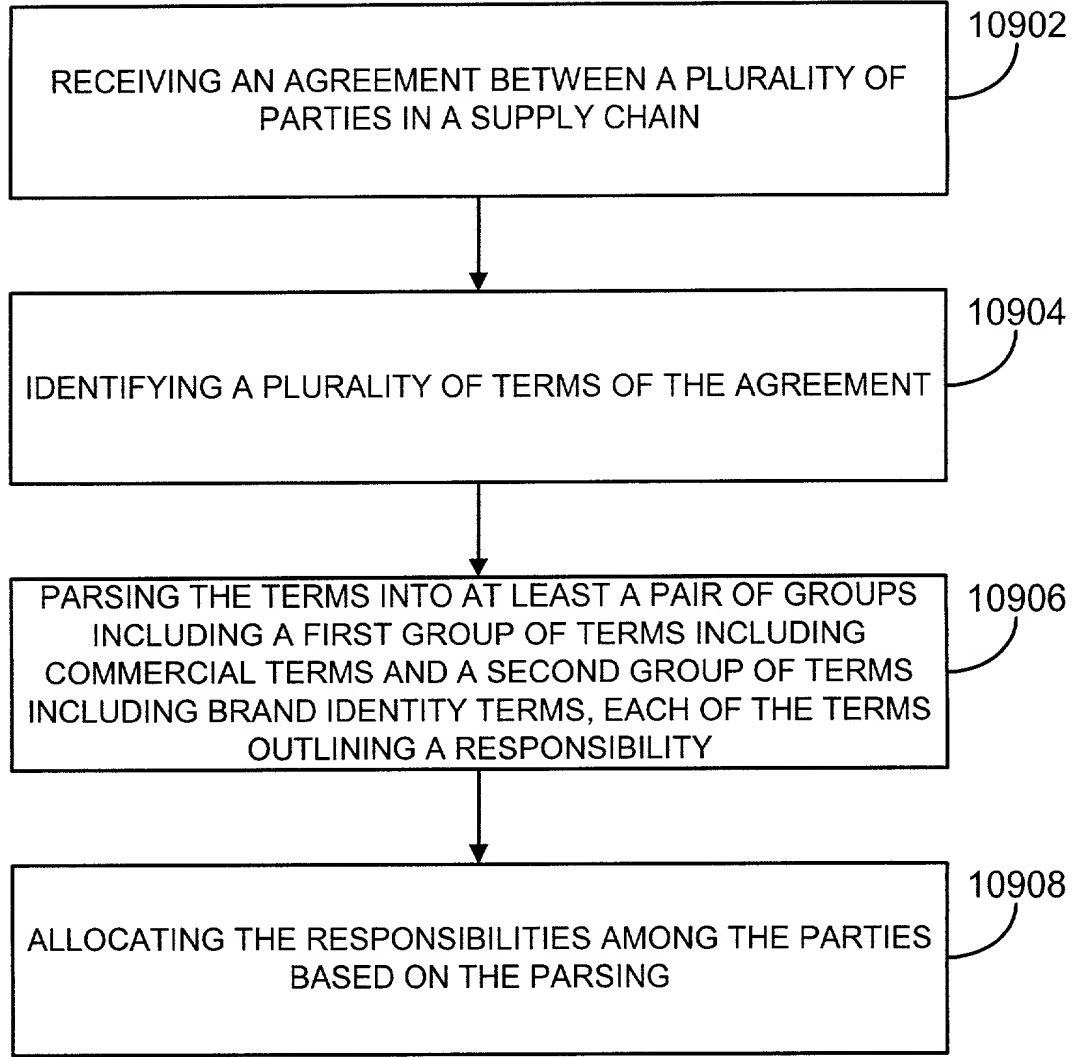 10902
RECEIVING AN AGREEMENT BETWEEN A PLURALITY OF
PARTIES IN A SUPPLY CHAIN
10904
IDENTIFYING A PLURALITY OF TERMS OF THE AGREEMENT
10906
PARSING THE TERMS INTO AT LEAST A PAIR OF GROUPS
INCLUDING A FIRST GROUP OF TERMS INCLUDING
COMMERCIAL TERMS AND A SECOND GROUP OF TERMS
INCLUDING BRAND IDENTITY TERMS, EACH OF THE TERMS
OUTLINING A RESPONSIBILITY
10908
ALLOCATING THE RESPONSIBILITIES AMONG THE PARTIES
BASED ON THE PARSING